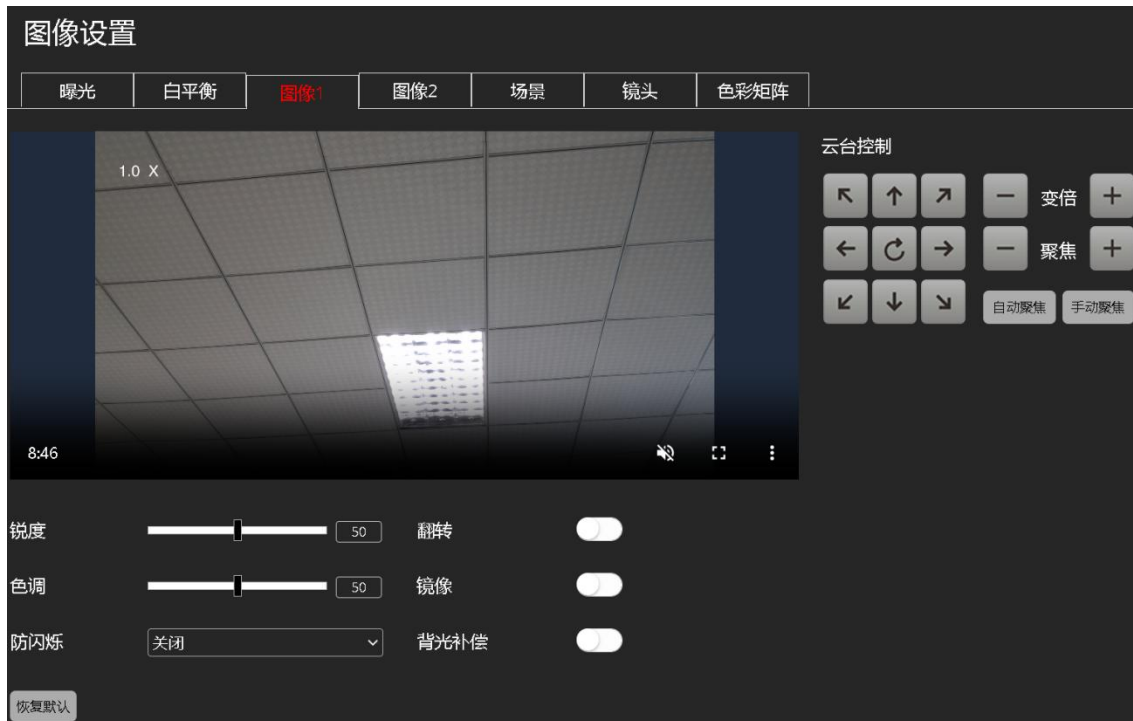 图像设置
曝光 白平衡 图像1 图像2 场景 镜头 色彩矩阵
1.0 X
8:46
云台控制
变倍
聚焦
自动聚焦 手动聚焦
锐度 50 翻转
色调 50 镜像
防闪烁 关闭 背光补偿
恢复默认